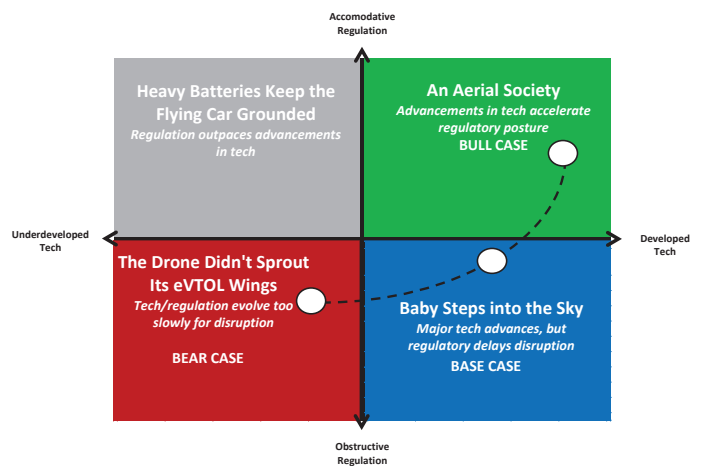 Accomodative
Regulation
Heavy Batteries Keep the
Flying Car Grounded
Regulation outpaces advancements
in tech
An Aerial Society
Advancements in tech accelerate
regulatory posture
BULL CASE
Underdeveloped
Tech
Developed
Tech
The Drone Didn't Sprout
Its eVTOL Wings
Tech/regulation evolve too
slowly for disruption
BEAR CASE
Baby Steps into the Sky
Major tech advances, but
regulatory delays disruption
BASE CASE
Obstructive
Regulation